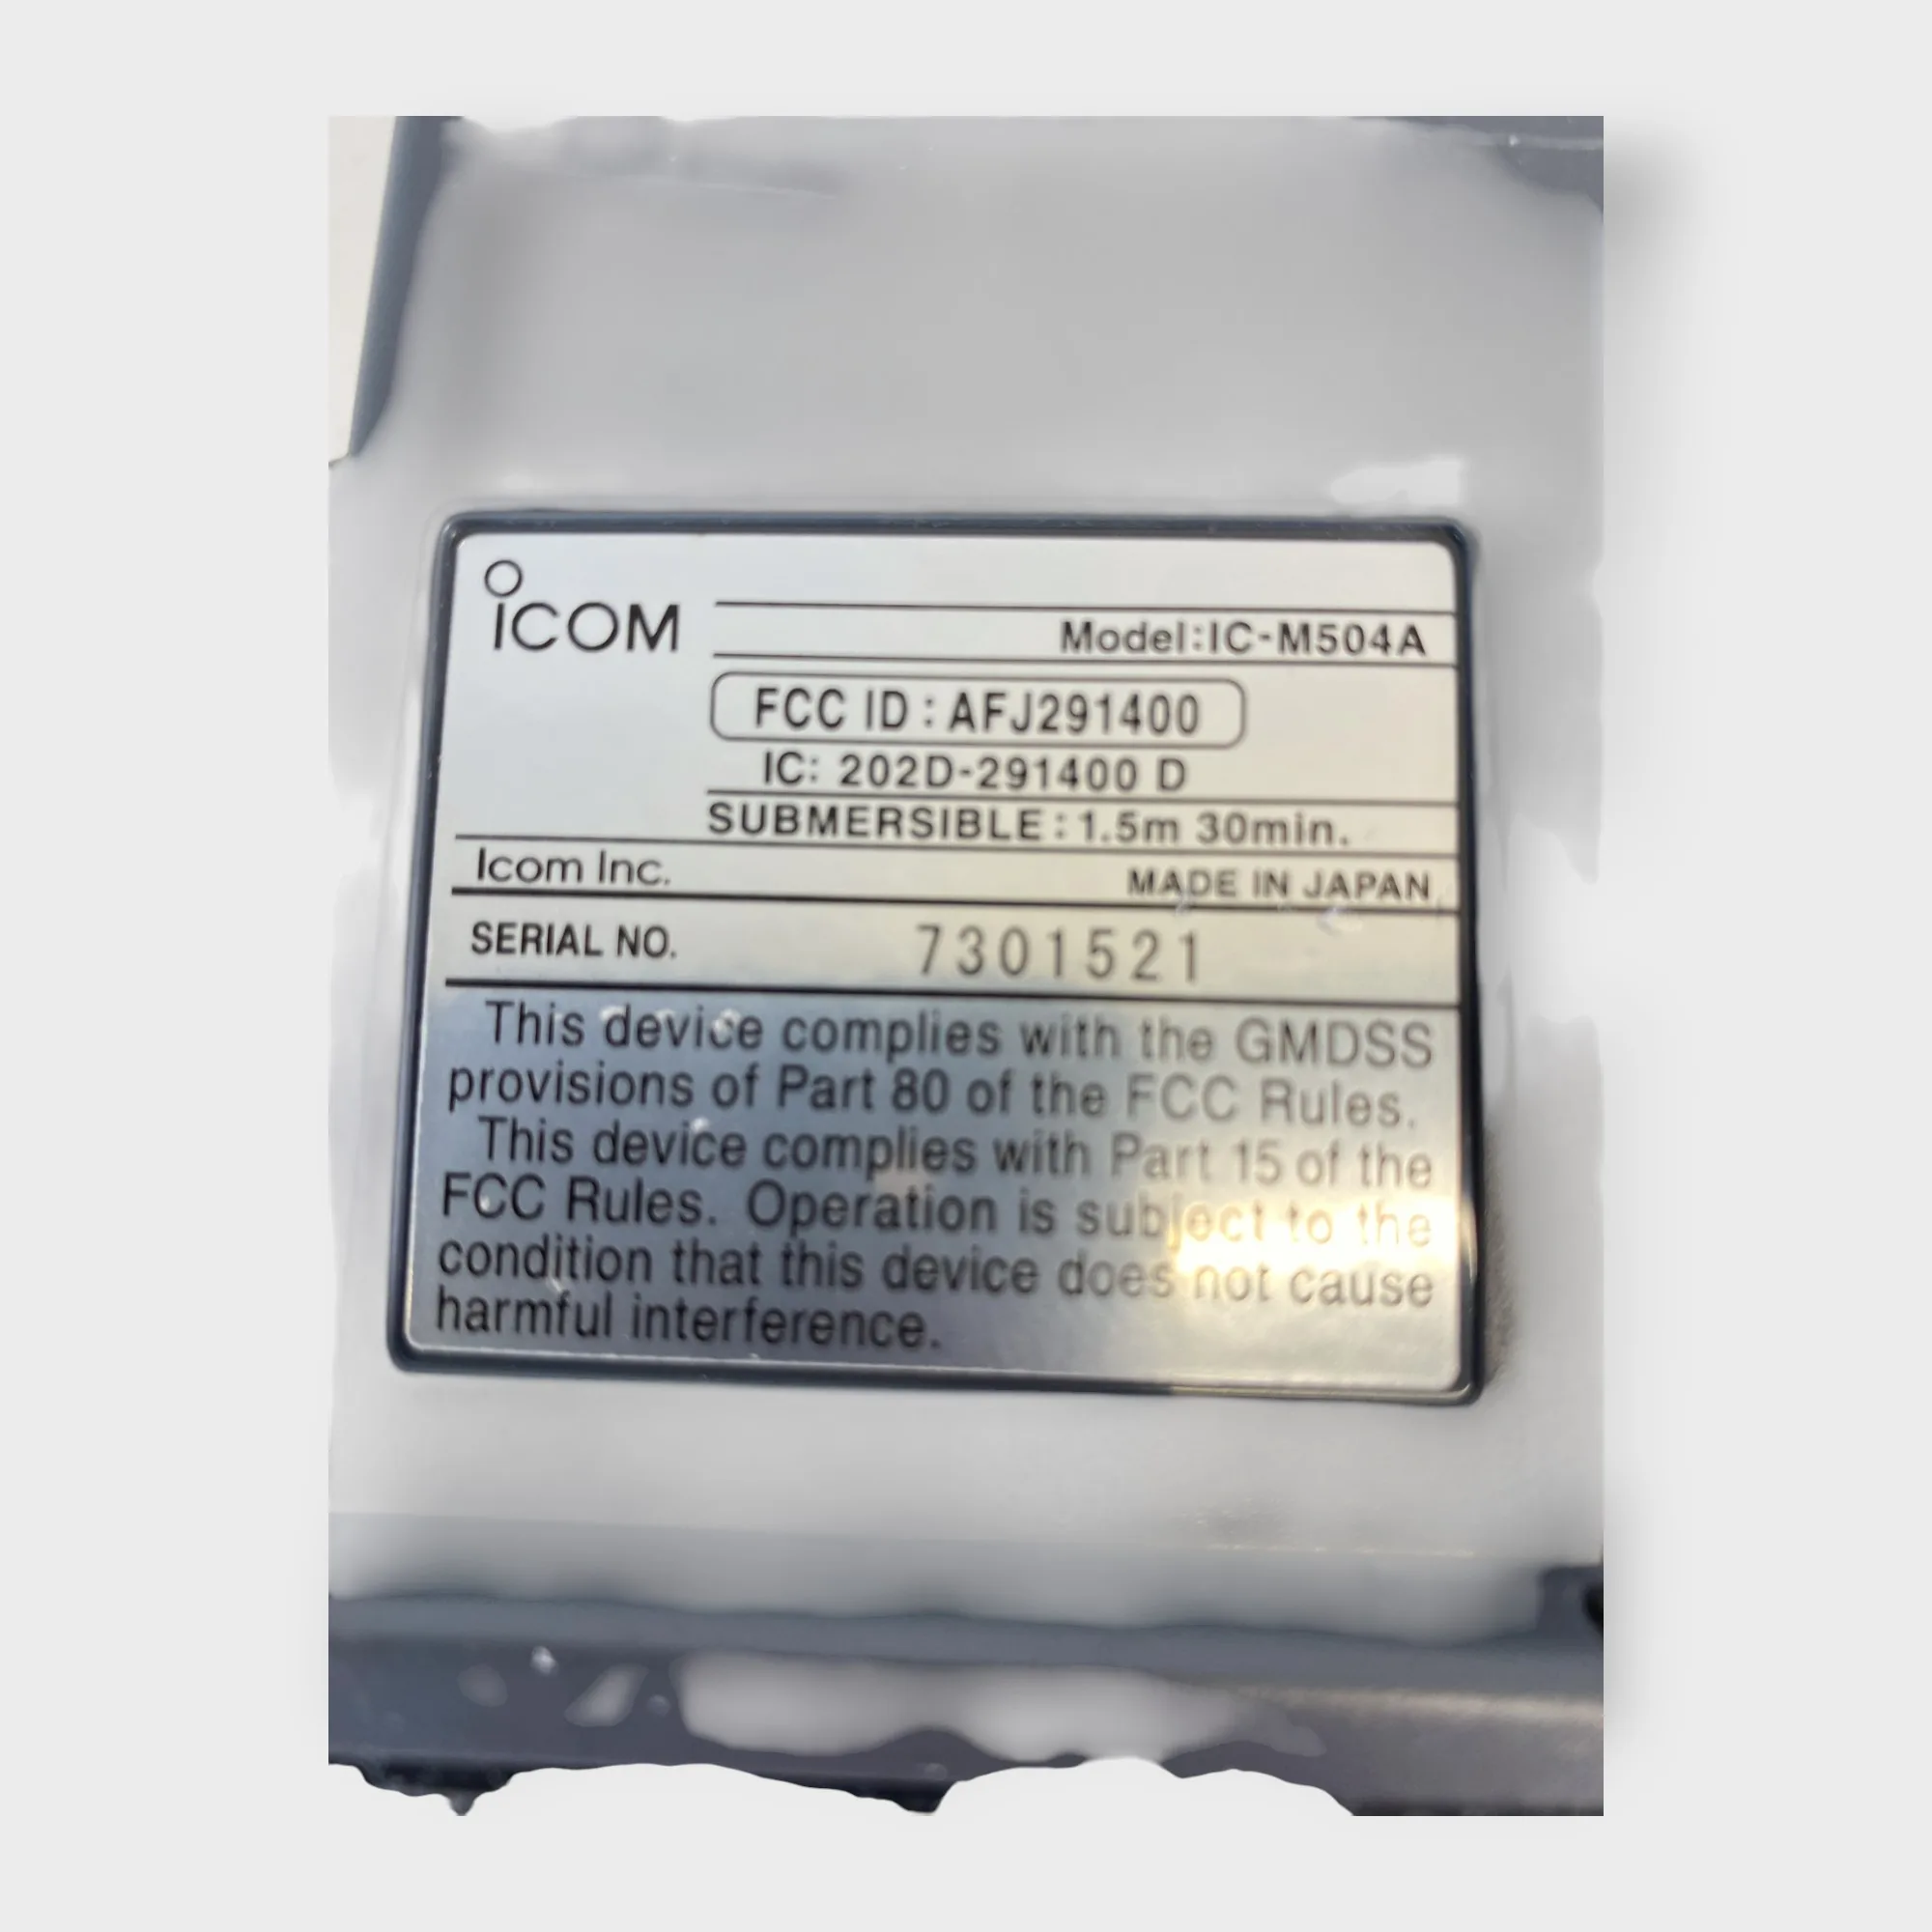 iCOM
Model:IC-M504A
FCC ID : AFJ291400
IC: 202D-291400 D
SUBMERSIBLE : 1.5m 30min.
Icom Inc. MADE IN JAPAN
SERIAL NO. 7301521
This device complies with the GMDSS
provisions of Part 80 of the FCC Rules.
This device complies with Part 15 of the
FCC Rules. Operation is subject to the
condition that this device does not cause
harmful interference.